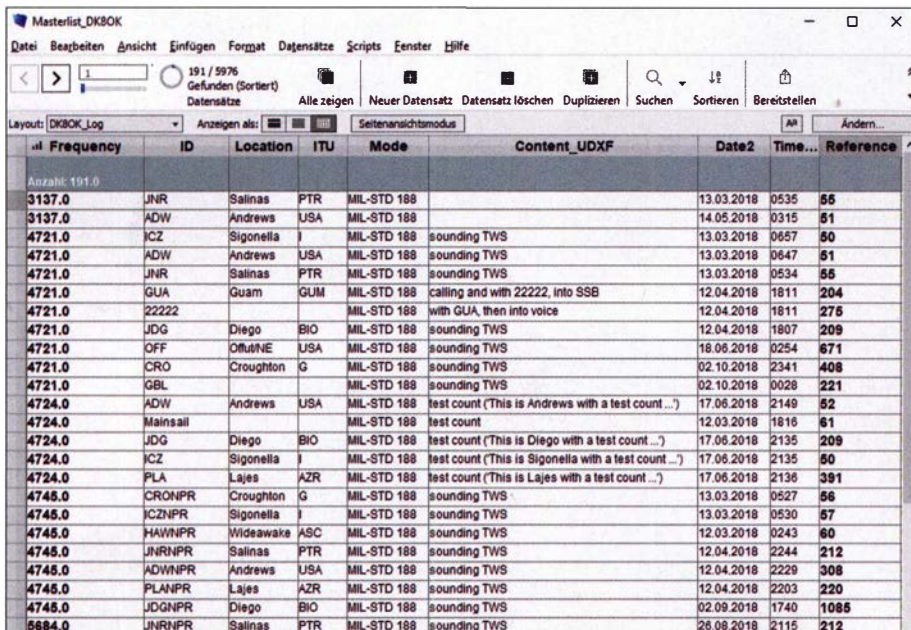 Masterlist_DK8OK
Datei Bearbeiten Ansicht Einfügen Format Datensätze Scripts Fenster Hilfe
1
191 / 5976
Gefunden (Sortiert)
Datensätze
Alle zeigen Neuer Datensatz Datensatz löschen Duplizieren Suchen Sortieren Bereitstellen
Layout: DK8OK_Log Anzeigen als: Seitenansichtsmodus Ändern...
Frequency ID Location ITU Mode Content_UDXF Date2 Time... Reference
Anzahl: 191.0
3137.0 JNR Salinas PTR MIL-STD 188 13.03.2018 0535 55
3137.0 ADW Andrews USA MIL-STD 188 14.05.2018 0315 51
4721.0 ICZ Sigonella I MIL-STD 188 sounding TWS 13.03.2018 0657 50
4721.0 ADW Andrews USA MIL-STD 188 sounding TWS 13.03.2018 0647 51
4721.0 JNR Salinas PTR MIL-STD 188 sounding TWS 13.03.2018 0534 55
4721.0 GUA Guam GUM MIL-STD 188 calling and with 22222, into SSB 12.04.2018 1811 204
4721.0 22222 MIL-STD 188 with GUA, then into voice 12.04.2018 1811 275
4721.0 JDG Diego BIO MIL-STD 188 sounding TWS 12.04.2018 1807 209
4721.0 OFF Offut/NE USA MIL-STD 188 sounding TWS 18.06.2018 0254 671
4721.0 CRO Croughton G MIL-STD 188 sounding TWS 02.10.2018 2341 408
4721.0 GBL MIL-STD 188 sounding TWS 02.10.2018 0028 221
4724.0 ADW Andrews USA MIL-STD 188 test count ('This is Andrews with a test count ...') 17.06.2018 2149 52
4724.0 Mainsail MIL-STD 188 test count 12.03.2018 1816 61
4724.0 JDG Diego BIO MIL-STD 188 test count ('This is Diego with a test count ...') 17.06.2018 2135 209
4724.0 ICZ Sigonella I MIL-STD 188 test count ('This is Sigonella with a test count ...') 17.06.2018 2135 50
4724.0 PLA Lajes AZR MIL-STD 188 test count ('This is Lajes with a test count ...') 17.06.2018 2136 391
4745.0 CRONPR Croughton G MIL-STD 188 sounding TWS 13.03.2018 0527 56
4745.0 ICZNPR Sigonella I MIL-STD 188 sounding TWS 13.03.2018 0530 57
4745.0 HAWNPR Wideawake ASC MIL-STD 188 sounding TWS 12.03.2018 0243 60
4745.0 JNRNPR Salinas PTR MIL-STD 188 sounding TWS 12.04.2018 2244 212
4745.0 ADWNPR Andrews USA MIL-STD 188 sounding TWS 12.04.2018 2229 308
4745.0 PLANPR Lajes AZR MIL-STD 188 sounding TWS 12.04.2018 2203 220
4745.0 JDGNPR Diego BIO MIL-STD 188 sounding TWS 02.09.2018 1740 1085
5684.0 JNRNPR Salinas PTR MIL-STD 188 sounding TWS 26.08.2018 2115 212